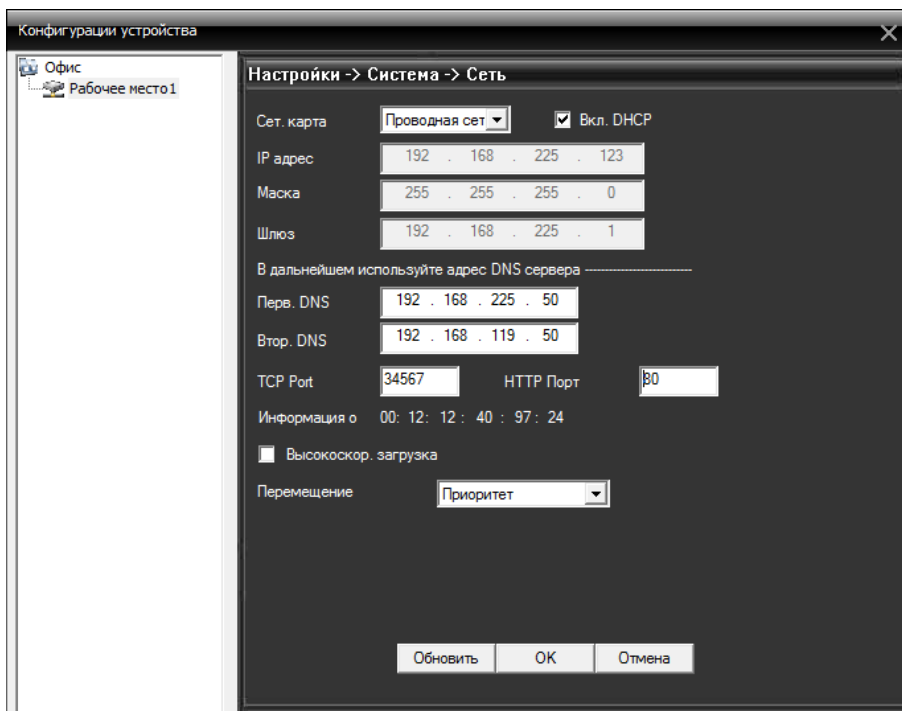 Конфигурации устройства
Офис
Рабочее место1
Настройки -> Система -> Сеть
Сет. карта Проводная сет Вкл. DHCP
IP адрес 192 . 168 . 225 . 123
Маска 255 . 255 . 255 . 0
Шлюз 192 . 168 . 225 . 1
В дальнейшем используйте адрес DNS сервера ---------------------------
Перв. DNS 192 . 168 . 225 . 50
Втор. DNS 192 . 168 . 119 . 50
TCP Port 34567 HTTP Порт 80
Информация о 00: 12: 12 : 40 : 97 : 24
Высокоскор. загрузка
Перемещение Приоритет
Обновить OK Отмена